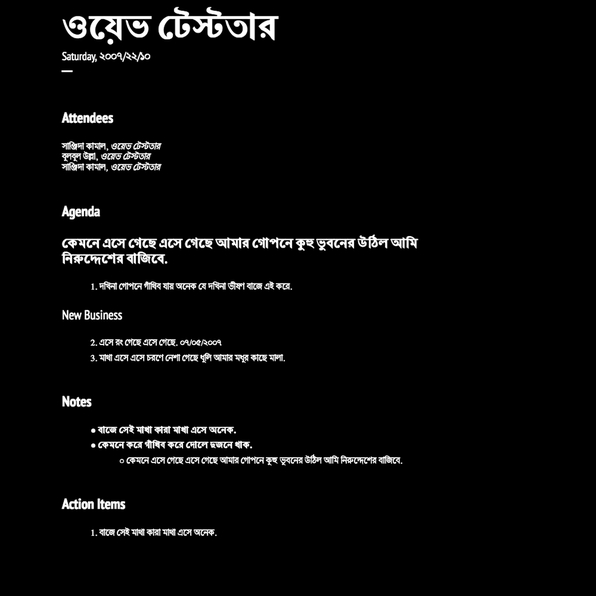 ওয়েভ টেস্টতার
Saturday, ২০০৭/২২/১০
Attendees
সাঞ্জিদা কামাল, ওয়েভ টেস্টতার
বুলবুল উল্লা, ওয়েভ টেস্টতার
সাঞ্জিদা কামাল, ওয়েভ টেস্টতার
Agenda
কেমনে এসে গেছে এসে গেছে আমার গোপনে কুহু ভুবনের উঠিল আমি
নিরুদ্দেশের বাজিবে.
1. দখিনা গোপনে গাঁথিব যায় অনেক যে দখিনা ভীষণ বাজে এই করে.
New Business
2. এসে রং গেছে এসে গেছে. ০৭/০৫/২০০৭
3. মাখা এসে এসে চরণে নেশা গেছে ধূলি আমার মধুর কাছে মালা.
Notes
● বাজে সেই মাখা কারা মাখা এসে অনেক.
● কেমনে করে গাঁথিব করে দোলে দুজনে থাক.
○ কেমনে এসে গেছে এসে গেছে আমার গোপনে কুহু ভুবনের উঠিল আমি নিরুদ্দেশের বাজিবে.
Action Items
1. বাজে সেই মাথা কারা মাথা এসে অনেক.